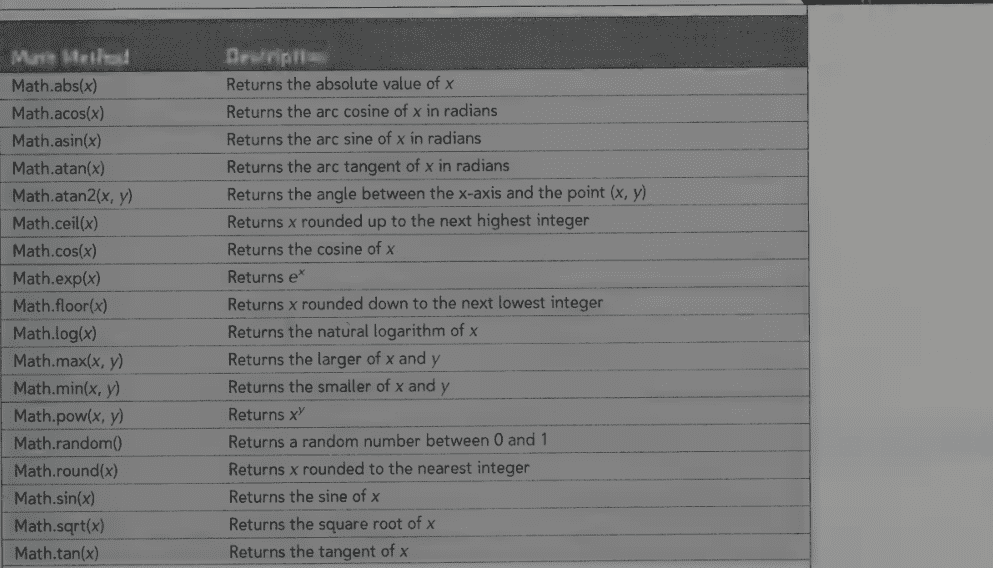 Math Method Description
Math.abs(x) Returns the absolute value of x
Math.acos(x) Returns the arc cosine of x in radians
Math.asin(x) Returns the arc sine of x in radians
Math.atan(x) Returns the arc tangent of x in radians
Math.atan2(x, y) Returns the angle between the x-axis and the point (x, y)
Math.ceil(x) Returns x rounded up to the next highest integer
Math.cos(x) Returns the cosine of x
Math.exp(x) Returns eˣ
Math.floor(x) Returns x rounded down to the next lowest integer
Math.log(x) Returns the natural logarithm of x
Math.max(x, y) Returns the larger of x and y
Math.min(x, y) Returns the smaller of x and y
Math.pow(x, y) Returns xʸ
Math.random() Returns a random number between 0 and 1
Math.round(x) Returns x rounded to the nearest integer
Math.sin(x) Returns the sine of x
Math.sqrt(x) Returns the square root of x
Math.tan(x) Returns the tangent of x